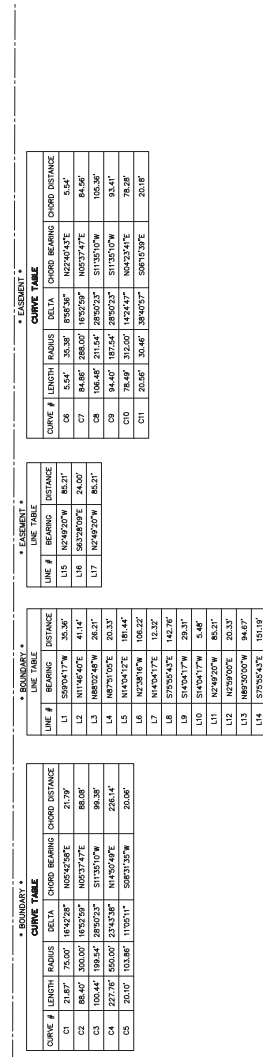 * BOUNDARY *
CURVE TABLE
CURVE # LENGTH RADIUS DELTA CHORD BEARING CHORD DISTANCE
C1 21.87' 75.00' 16°42'28" N05°42'58"E 21.79'
C2 88.40' 300.00' 16°52'59" N05°37'47"E 88.08'
C3 100.44' 199.54' 28°50'23" S11°35'10"W 99.38'
C4 227.76' 550.00' 23°43'38" N14°50'49"E 226.14'
C5 20.10' 103.86' 11°05'11" S08°31'35"W 20.06'
* BOUNDARY *
LINE TABLE
LINE # BEARING DISTANCE
L1 S59°04'17"W 35.36'
L2 N11°46'40"E 41.14'
L3 N88°02'48"W 26.21'
L4 N87°51'05"E 20.33'
L5 N14°04'12"E 181.44'
L6 N2°38'16"W 106.22'
L7 N14°04'17"E 12.32'
L8 S75°55'43"E 142.76'
L9 S14°04'17"W 29.31'
L10 S14°04'17"W 5.48'
L11 N2°49'20"W 85.21'
L12 N2°59'00"E 20.33'
L13 N89°30'00"W 94.67'
L14 S75°55'43"E 151.19'
* EASEMENT *
LINE TABLE
LINE # BEARING DISTANCE
L15 N2°49'20"W 85.21'
L16 S63°28'09"E 24.00'
L17 N2°49'20"W 85.21'
* EASEMENT *
CURVE TABLE
CURVE # LENGTH RADIUS DELTA CHORD BEARING CHORD DISTANCE
C6 5.54' 35.38' 8°58'36" N22°40'43"E 5.54'
C7 84.86' 288.00' 16°52'59" N05°37'47"E 84.56'
C8 106.48' 211.54' 28°50'23" S11°35'10"W 105.36'
C9 94.40' 187.54' 28°50'23" S11°35'10"W 93.41'
C10 78.49' 312.00' 14°24'47" N04°23'41"E 78.28'
C11 20.56' 30.46' 38°40'57" S06°15'39"E 20.18'